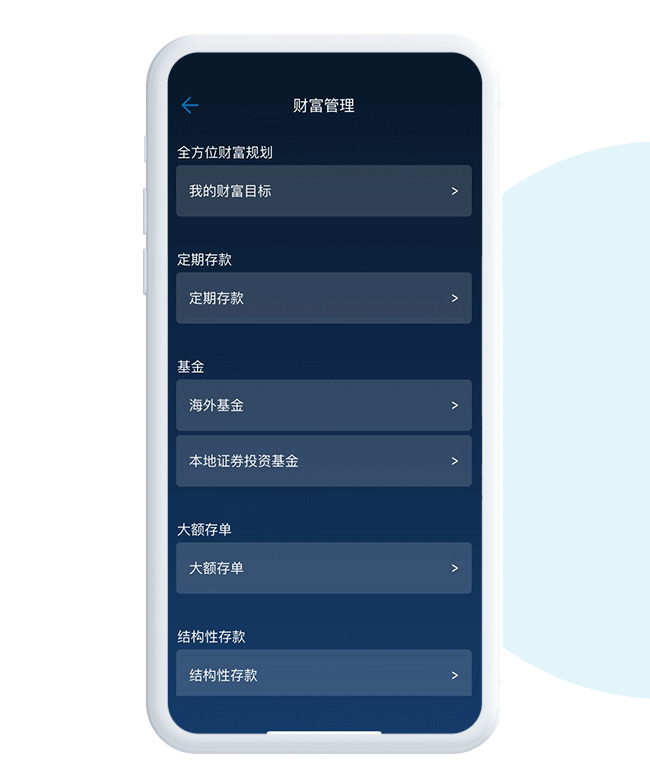 财富管理
全方位财富规划
我的财富目标 >
定期存款
定期存款 >
基金
海外基金 >
本地证券投资基金 >
大额存单
大额存单 >
结构性存款
结构性存款 >